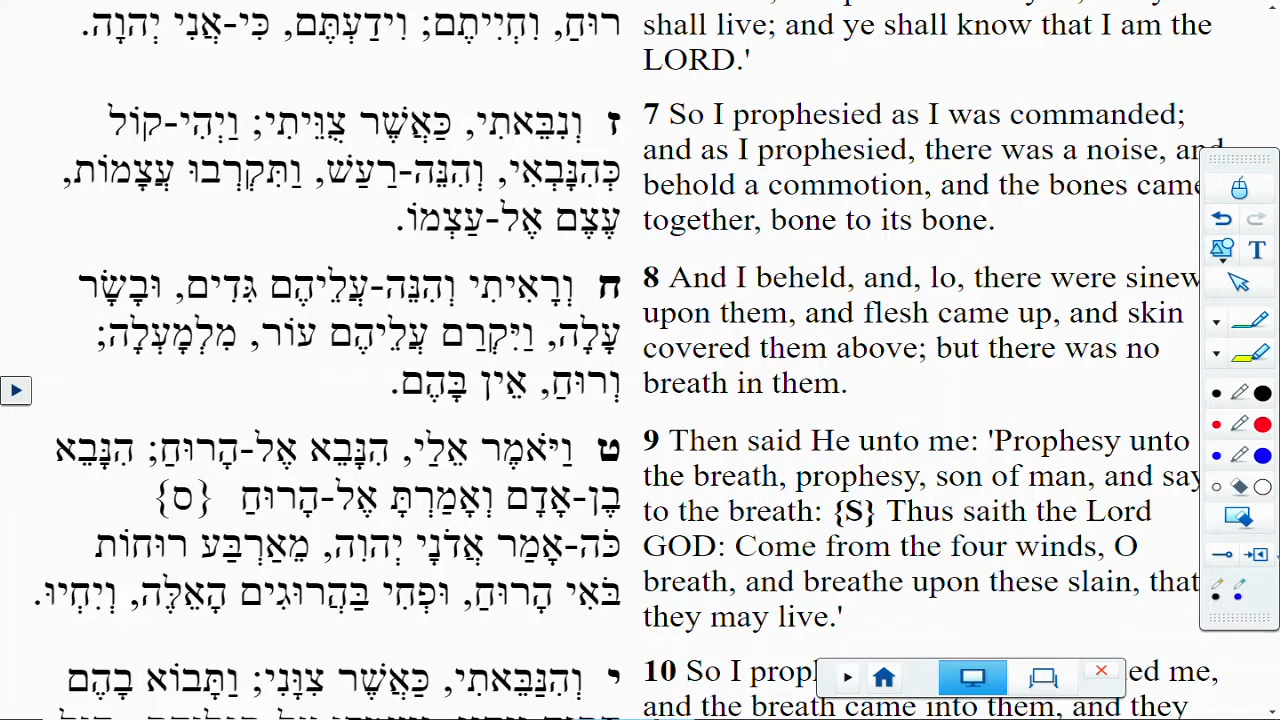 רוּחַ, וִחְיִיתֶם; וִידַעְתֶּם, כִּי-אֲנִי יְהוָה.
ז וְנִבֵּאתִי, כַּאֲשֶׁר צֻוֵּיתִי; וַיְהִי-קוֹל
כְּהִנָּבְאִי, וְהִנֵּה-רַעַשׁ, וַתִּקְרְבוּ עֲצָמוֹת,
עֶצֶם אֶל-עַצְמוֹ.
ח וְרָאִיתִי וְהִנֵּה-עֲלֵיהֶם גִּדִים, וּבָשָׂר
עָלָה, וַיִּקְרַם עֲלֵיהֶם עוֹר, מִלְמָעְלָה;
וְרוּחַ, אֵין בָּהֶם.
ט וַיֹּאמֶר אֵלַי, הִנָּבֵא אֶל-הָרוּחַ; הִנָּבֵא
בֶן-אָדָם וְאָמַרְתָּ אֶל-הָרוּחַ {ס}
כֹּה-אָמַר אֲדֹנָי יְהוִה, מֵאַרְבַּע רוּחוֹת
בֹּאִי הָרוּחַ, וּפְחִי בַּהֲרוּגִים הָאֵלֶּה, וְיִחְיוּ.
י וְהִנַּבֵּאתִי, כַּאֲשֶׁר צִוָּנִי; וַתָּבוֹא בָהֶם
shall live; and ye shall know that I am the
LORD.'
7 So I prophesied as I was commanded;
and as I prophesied, there was a noise, and
behold a commotion, and the bones came
together, bone to its bone.
8 And I beheld, and, lo, there were sinew
upon them, and flesh came up, and skin
covered them above; but there was no
breath in them.
9 Then said He unto me: 'Prophesy unto
the breath, prophesy, son of man, and say
to the breath: {S} Thus saith the Lord
GOD: Come from the four winds, O
breath, and breathe upon these slain, that
they may live.'
10 So I proph ed me,
and the breath came into them, and they
T